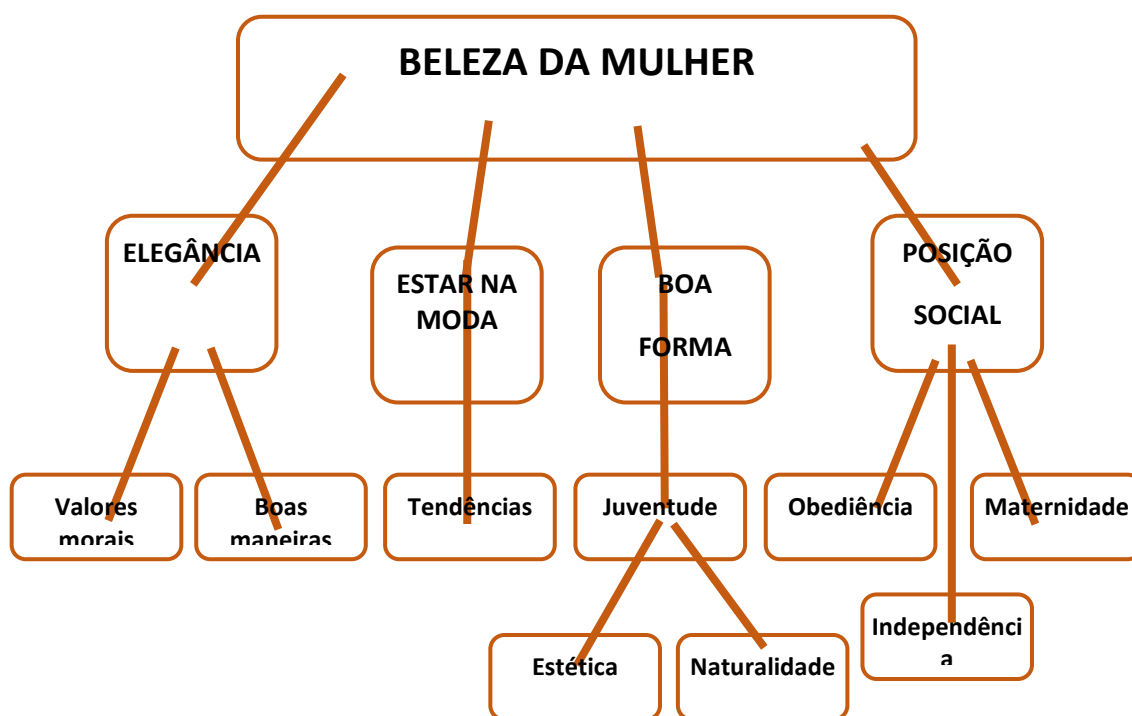 BELEZA DA MULHER
ELEGÂNCIA
ESTAR NA
MODA
BOA
FORMA
POSIÇÃO
SOCIAL
Valores
morais
Boas
maneiras
Tendências
Juventude
Obediência
Maternidade
Independênci
a
Estética
Naturalidade